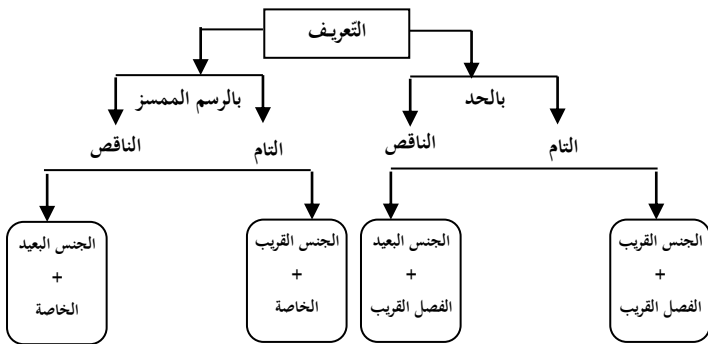 التّعريف
بالحد
بالرسم الممسز
التام
الناقص
التام
الناقص
الجنس القريب
+
الفصل القريب
الجنس البعيد
+
الفصل القريب
الجنس القريب
+
الخاصة
الجنس البعيد
+
الخاصة